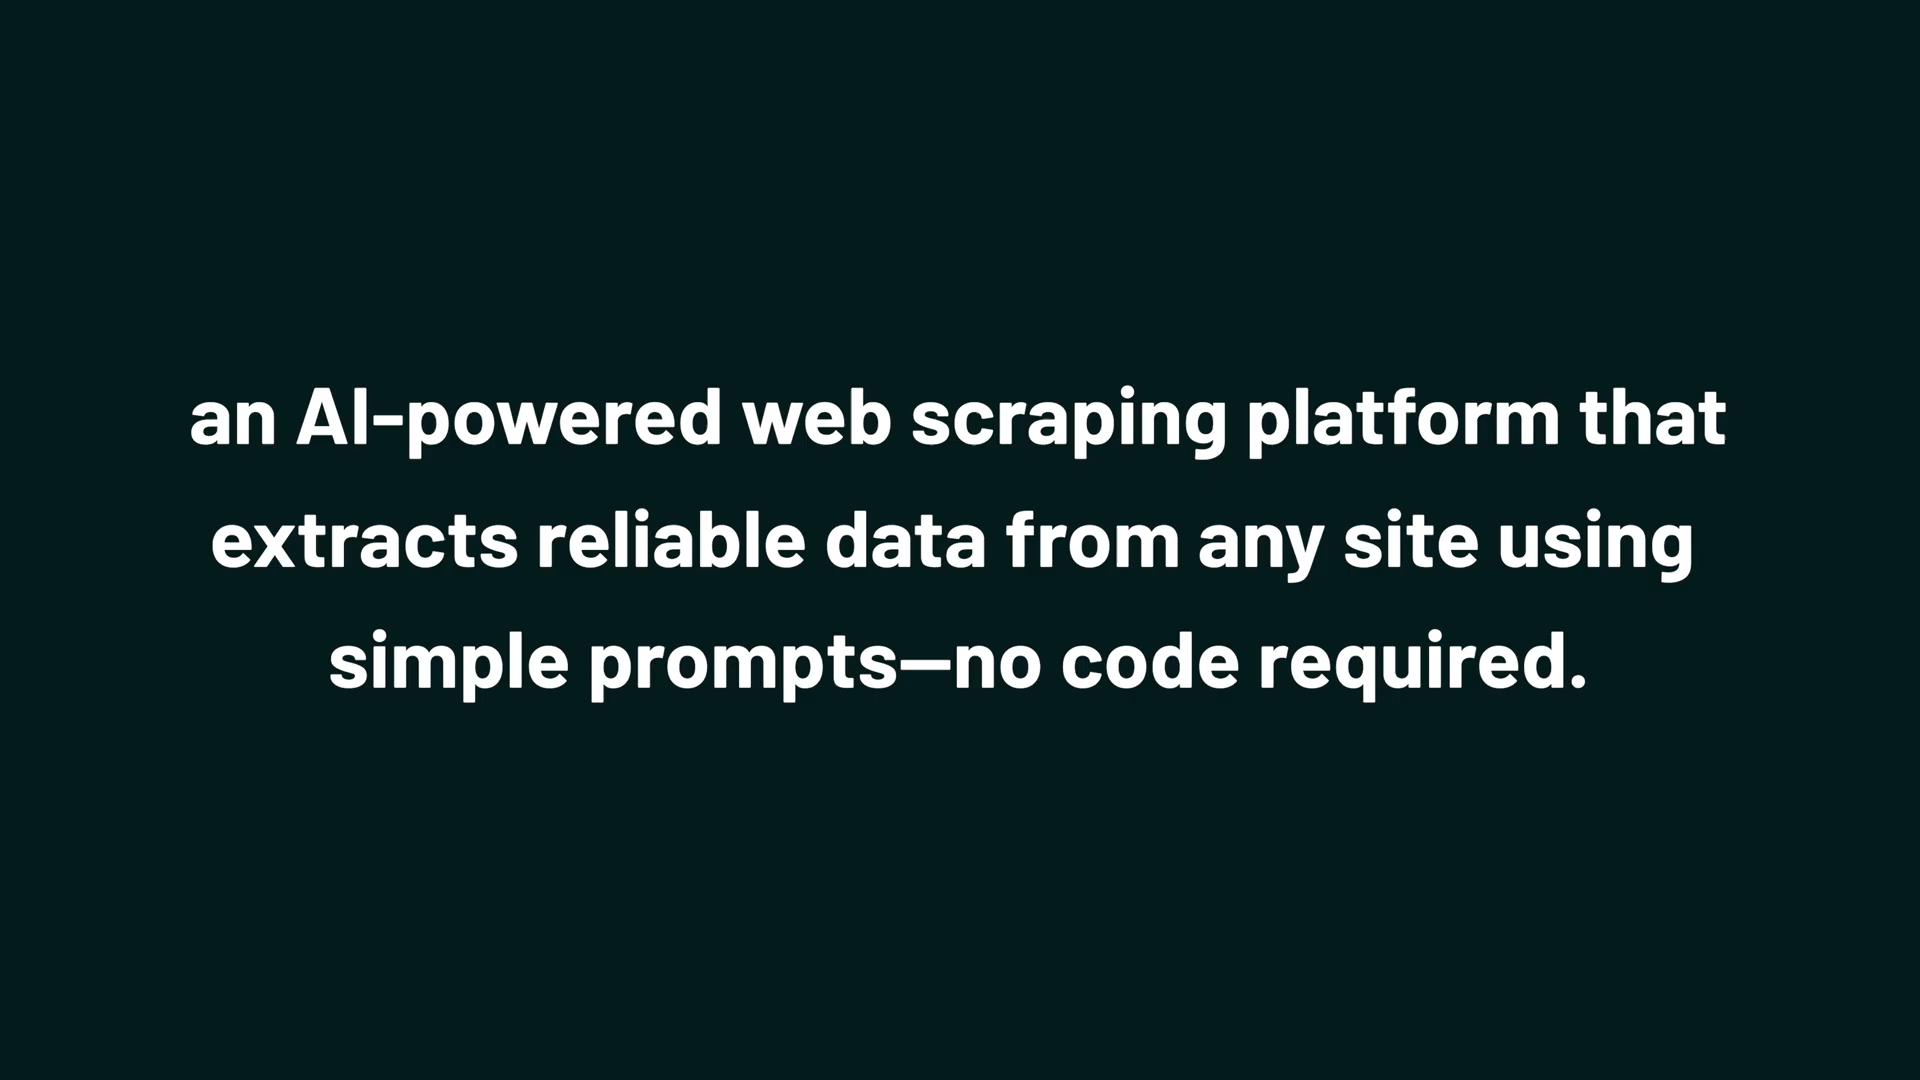 an AI-powered web scraping platform that
extracts reliable data from any site using
simple prompts—no code required.